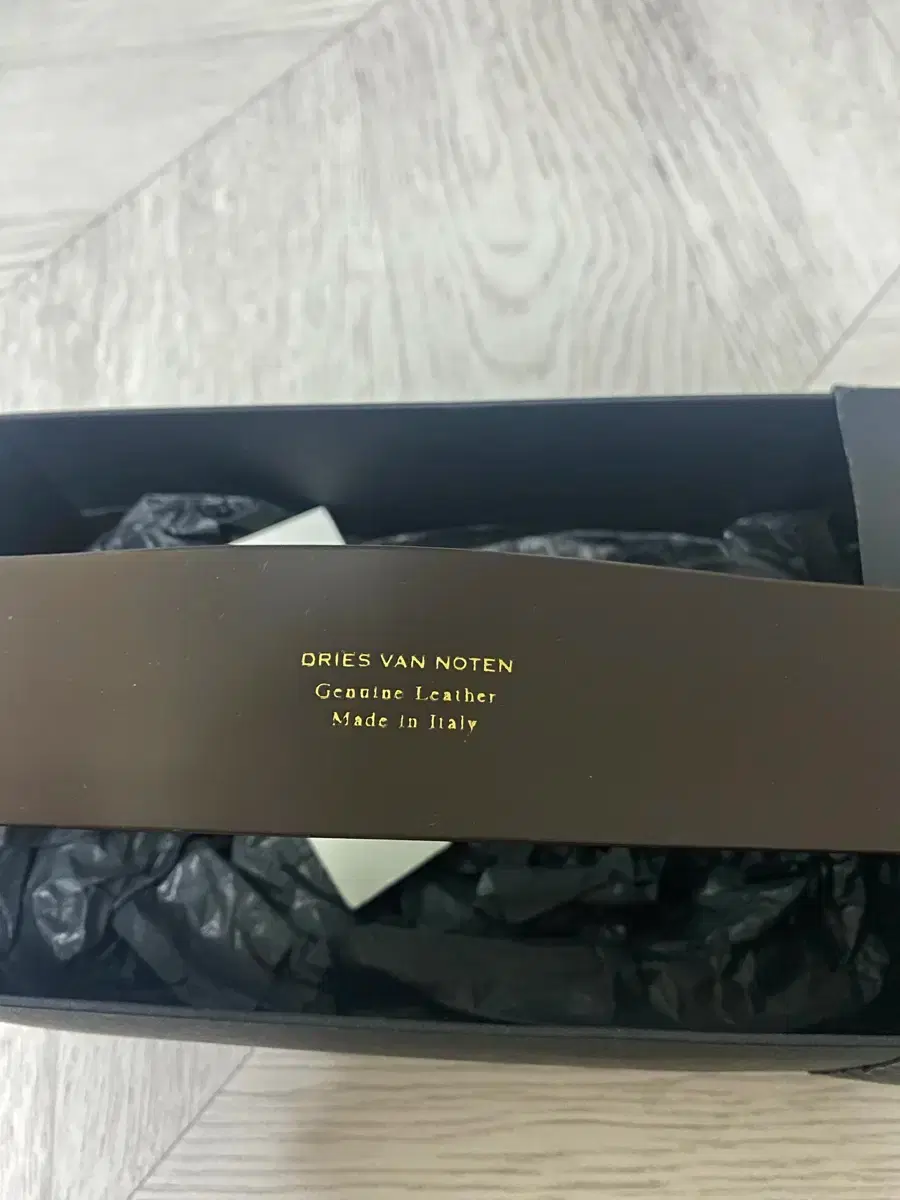 DRIES VAN NOTEN
Genuine Leather
Made in Italy